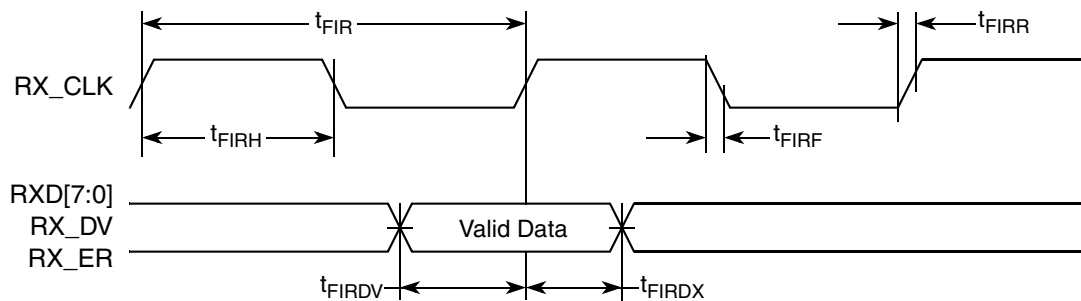 tFIR
tFIRR
RX_CLK
tFIRH
tFIRF
RXD[7:0]
RX_DV
Valid Data
RX_ER
tFIRDV
tFIRDX